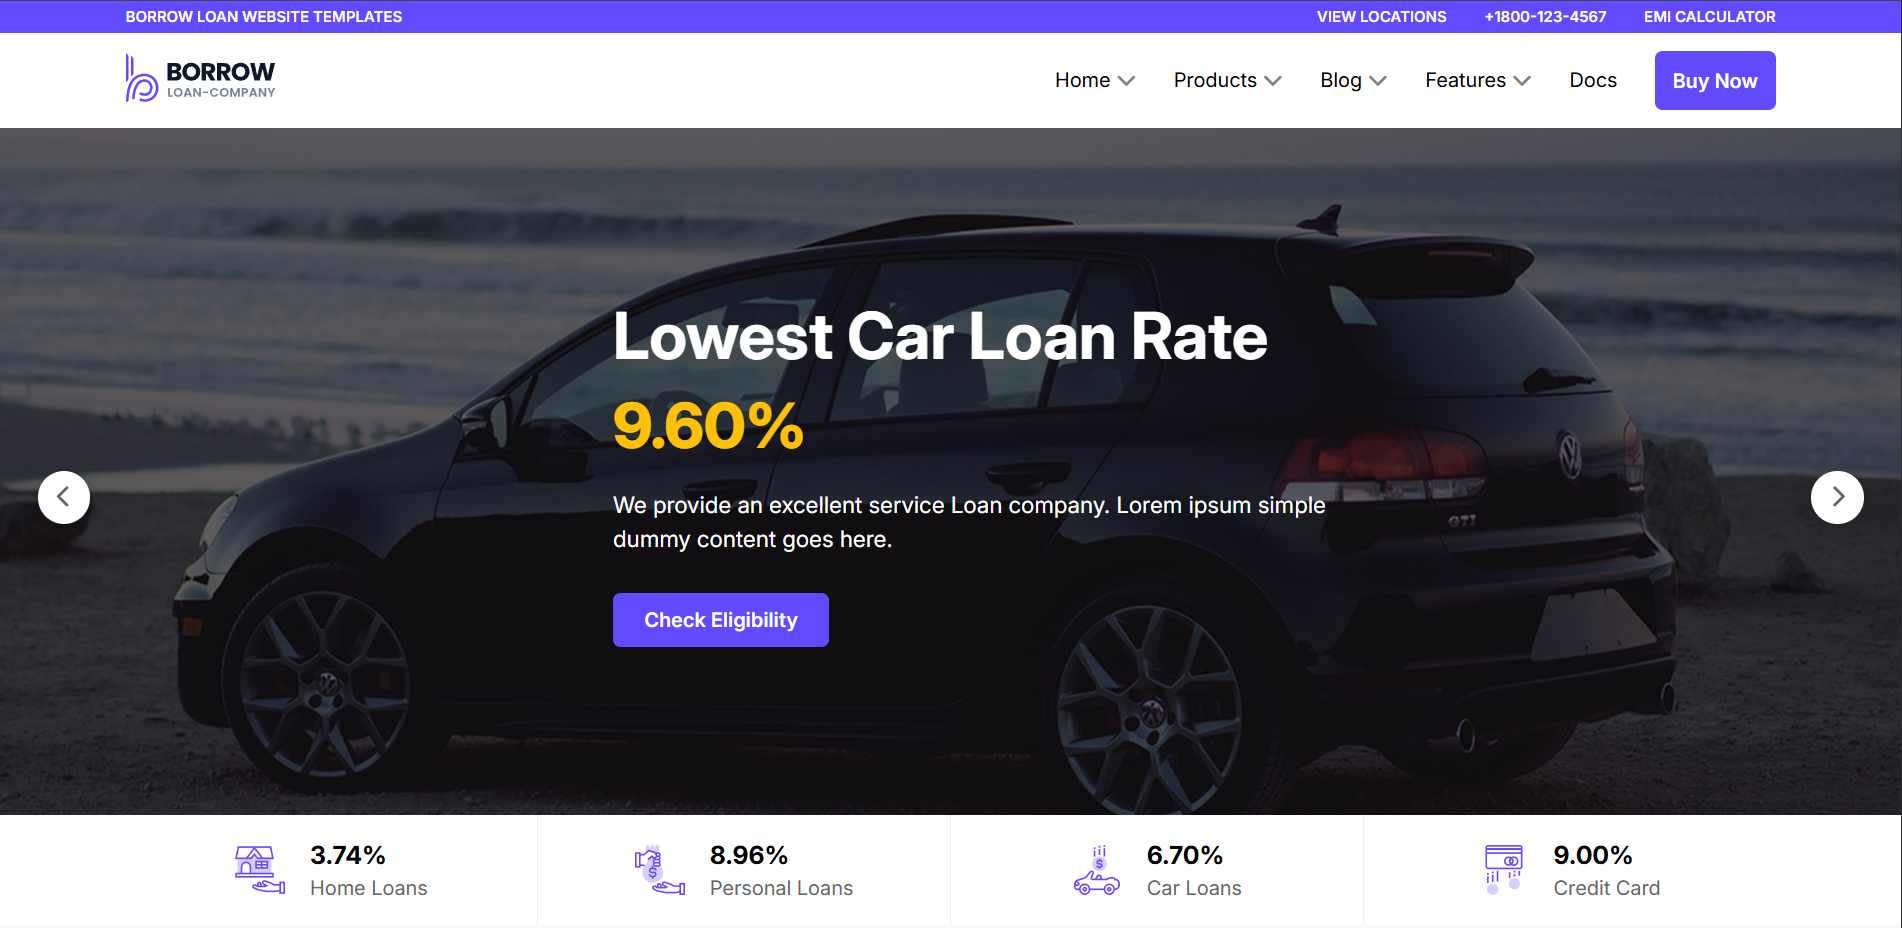 BORROW LOAN WEBSITE TEMPLATES
VIEW LOCATIONS +1800-123-4567 EMI CALCULATOR
BORROW
LOAN-COMPANY
Home Products Blog Features Docs Buy Now
Lowest Car Loan Rate
9.60%
We provide an excellent service Loan company. Lorem ipsum simple
dummy content goes here.
Check Eligibility
GTI
3.74%
Home Loans
8.96%
Personal Loans
6.70%
Car Loans
9.00%
Credit Card